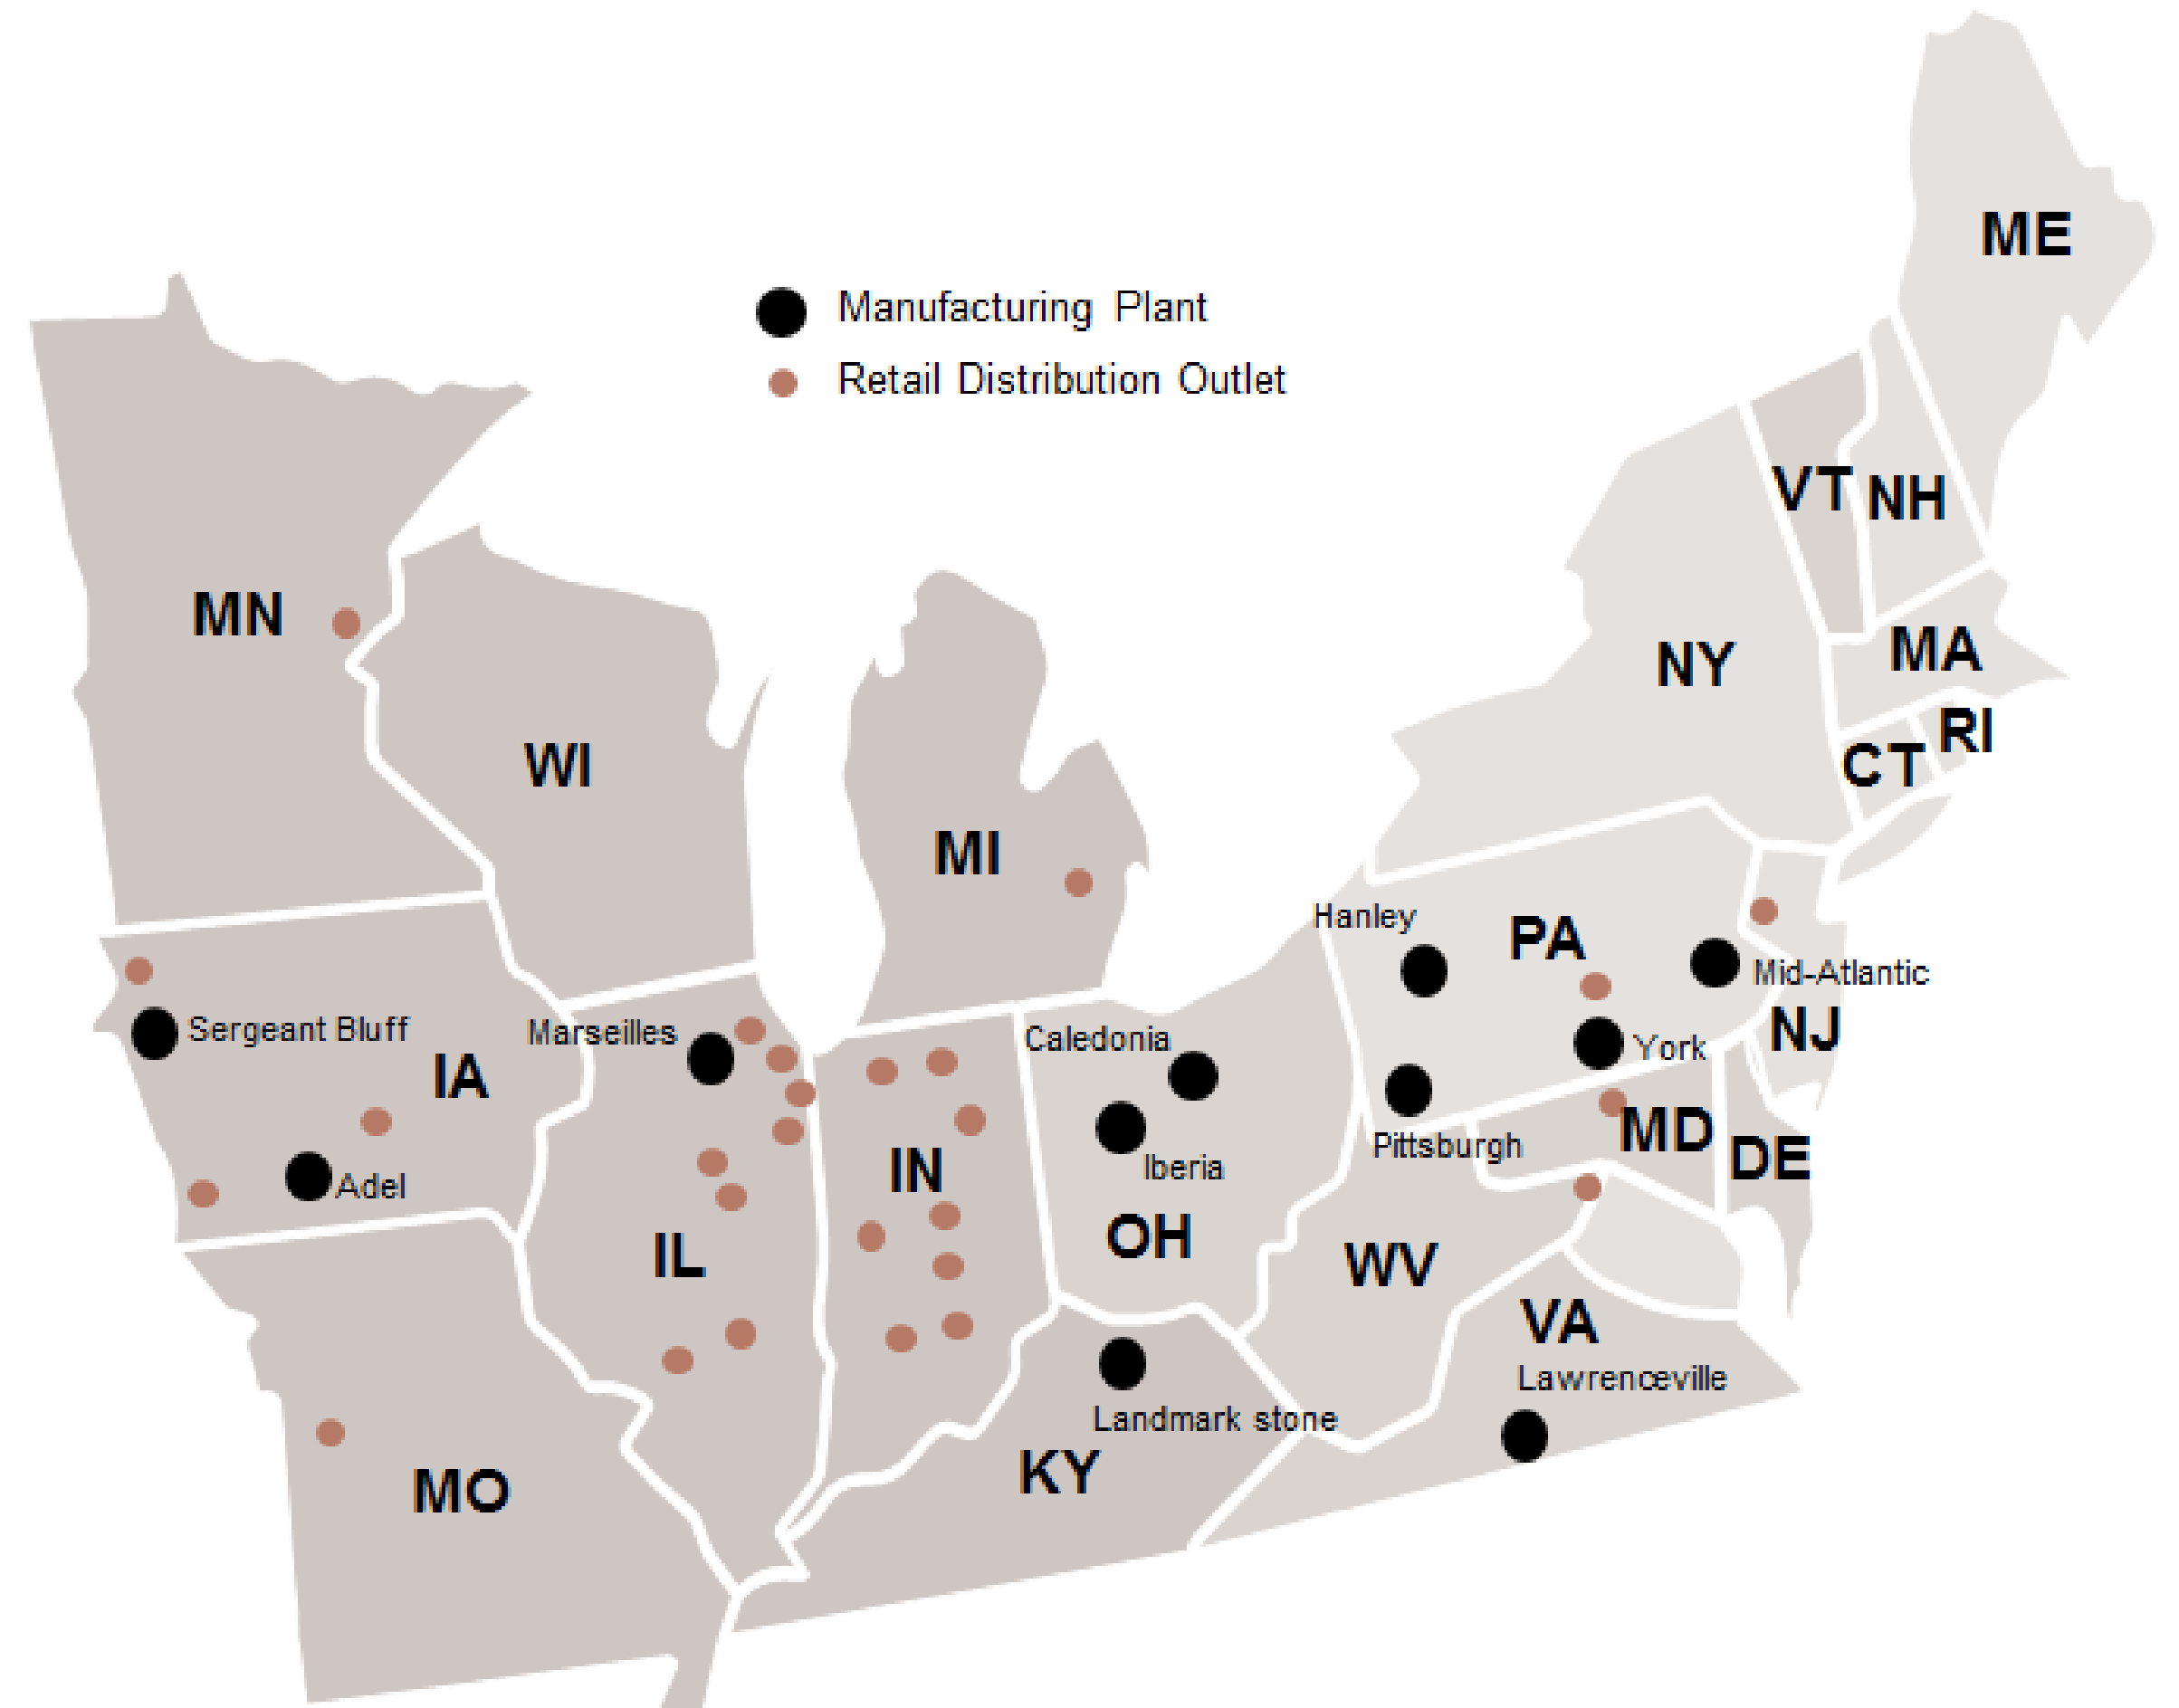 ME
Manufacturing Plant
Retail Distribution Outlet
VT
NH
MN
MA
NY
RI
WI
CT
MI
Hanley
PA
Mid-Atlantic
Sergeant Bluff
Marseilles
Caledonia
NJ
York
IA
MD
Pittsburgh
DE
Iberia
IN
Adel
OH
IL
WV
VA
Lawrenceville
Landmark stone
KY
MO